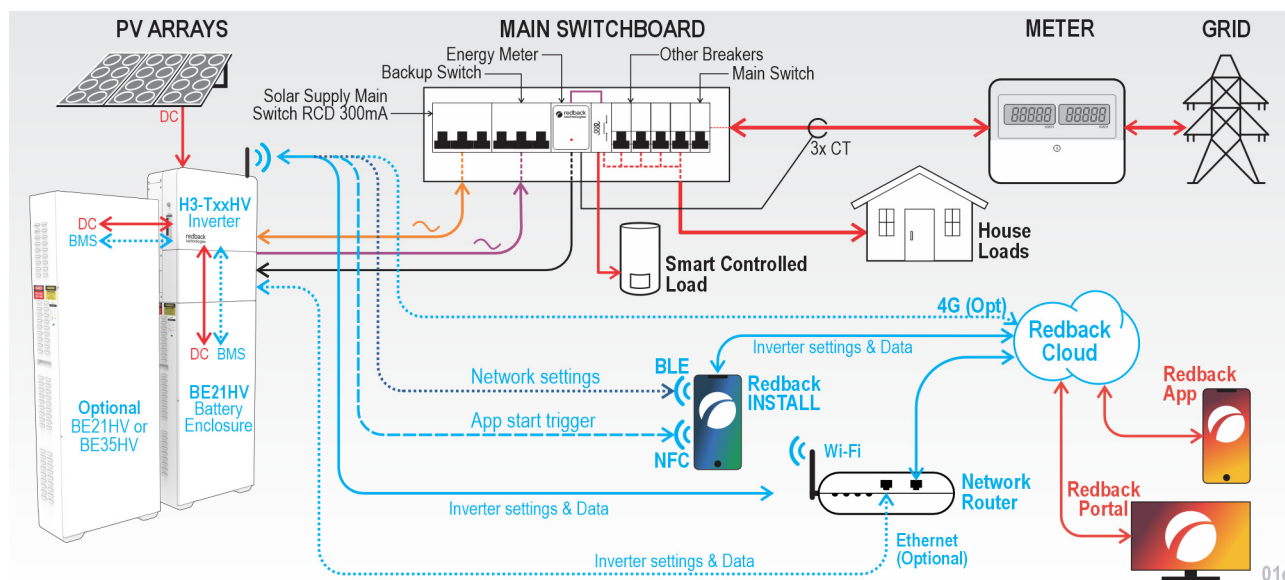 PV ARRAYS
MAIN SWITCHBOARD
METER
GRID
Energy Meter
Other Breakers
Backup Switch
Main Switch
Solar Supply Main
Switch RCD 300mA
DC
redback
technologies
3x CT
H3-TxxHV
Inverter
redback
technologies
DC
BMS
House
Loads
Smart Controlled
Load
4G (Opt)
Redback
Cloud
Inverter settings & Data
DC BMS
BLE
Redback
INSTALL
Network settings
Redback
App
BE21HV
Battery
Enclosure
Optional
BE21HV or
BE35HV
App start trigger
NFC
Wi-Fi
Network
Router
Redback
Portal
Inverter settings & Data
Ethernet
(Optional)
Inverter settings & Data